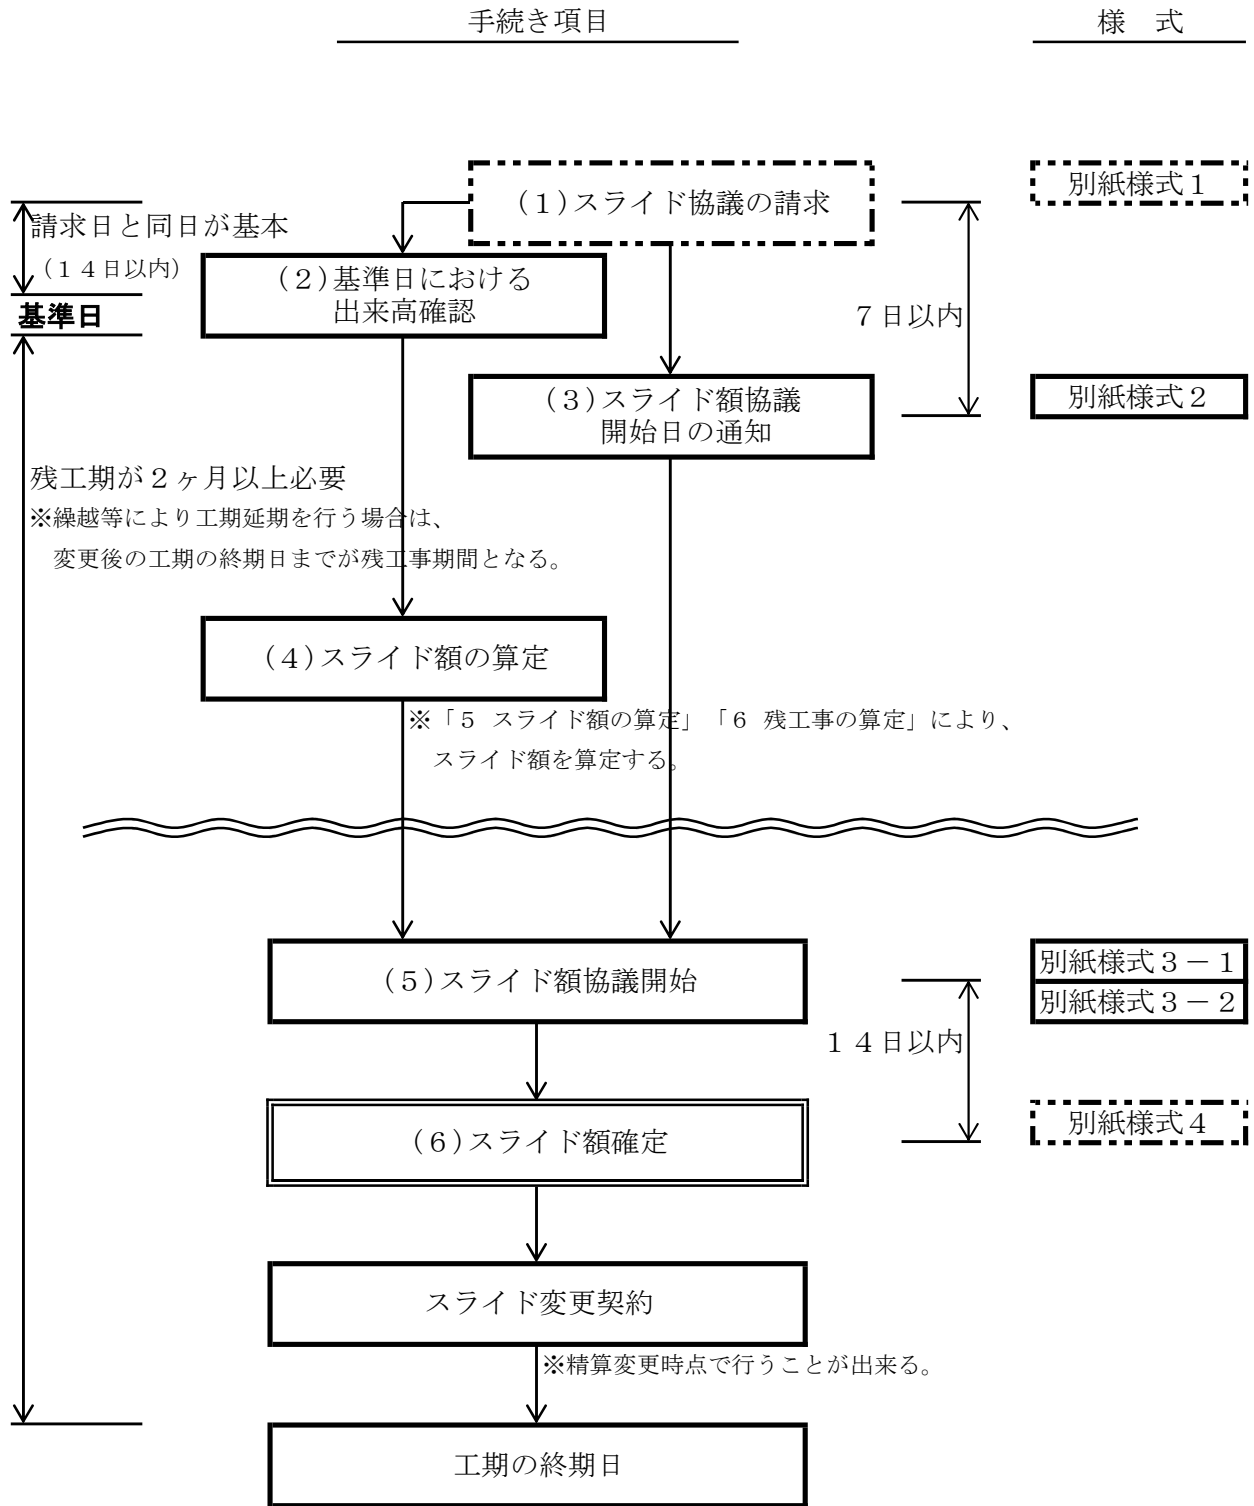 手続き項目
様　式
(１)スライド協議の請求
別紙様式１
請求日と同日が基本
（１４日以内）
(２)基準日における
出来高確認
基準日
７日以内
(３)スライド額協議
開始日の通知
別紙様式２
残工期が２ヶ月以上必要
※繰越等により工期延期を行う場合は、
変更後の工期の終期日までが残工事期間となる。
(４)スライド額の算定
※「５ スライド額の算定」「６ 残工事の算定」により、
スライド額を算定する。
(５)スライド額協議開始
別紙様式３－１
別紙様式３－２
１４日以内
(６)スライド額確定
別紙様式４
スライド変更契約
※精算変更時点で行うことが出来る。
工期の終期日